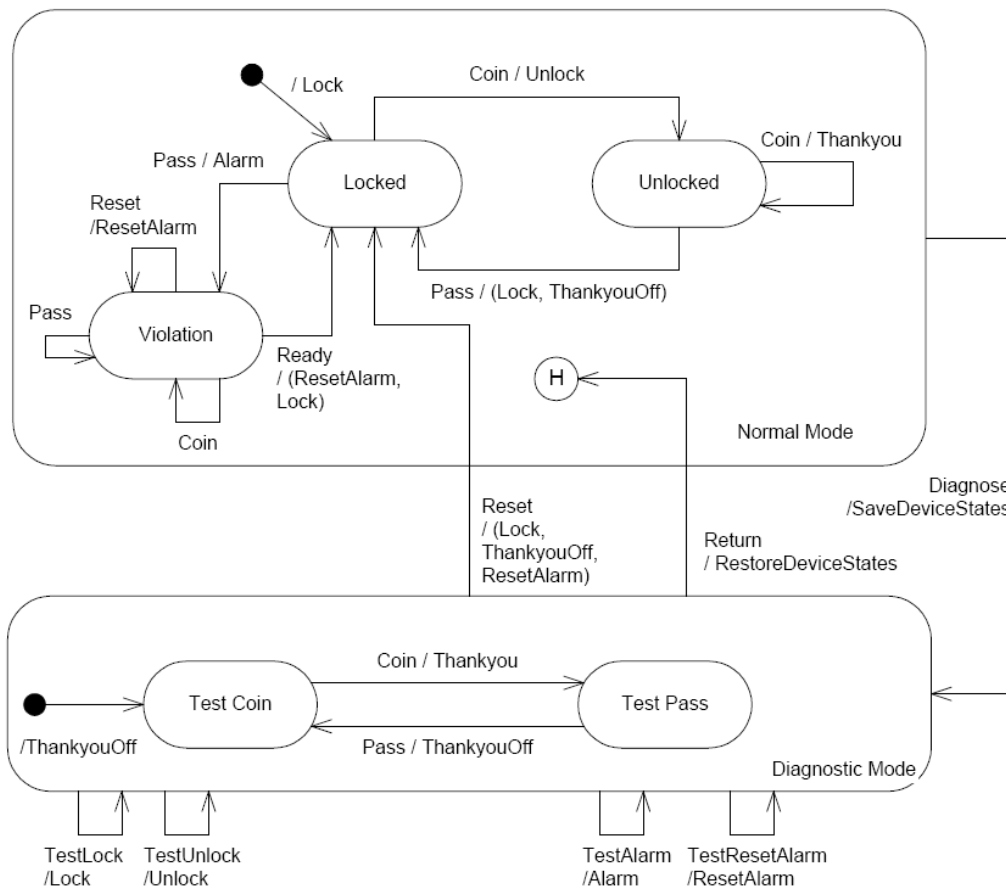 / Lock
Coin / Unlock
Coin / Thankyou
Pass / Alarm
Locked
Unlocked
Reset
/ResetAlarm
Pass / (Lock, ThankyouOff)
Pass
Violation
Ready
/ (ResetAlarm,
Lock)
H
Coin
Normal Mode
Diagnose
/SaveDeviceStates
Reset
/ (Lock,
ThankyouOff,
ResetAlarm)
Return
/ RestoreDeviceStates
Coin / Thankyou
Test Coin
Test Pass
Pass / ThankyouOff
/ThankyouOff
Diagnostic Mode
TestLock
/Lock
TestUnlock
/Unlock
TestAlarm
/Alarm
TestResetAlarm
/ResetAlarm